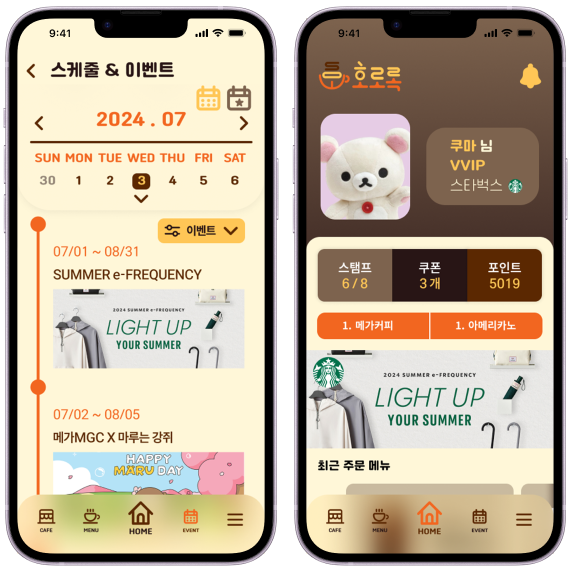 9:41
스케줄 & 이벤트
2024 . 07
SUN MON TUE WED THU FRI SAT
30 1 2 3 4 5 6
이벤트
07/01 ~ 08/31
SUMMER e-FREQUENCY
2024 SUMMER e-FREQUENCY
LIGHT UP
YOUR SUMMER
07/02 ~ 08/05
메가MGC X 마루는 강쥐
HAPPY
MARU DAY
CAFE MENU HOME EVENT
9:41
호로록
쿠마 님
VVIP
스타벅스
스탬프 쿠폰 포인트
6 / 8 3 개 5019
1. 메가커피 1. 아메리카노
2024 SUMMER e-FREQUENCY
LIGHT UP
YOUR SUMMER
최근 주문 메뉴
CAFE MENU HOME EVENT